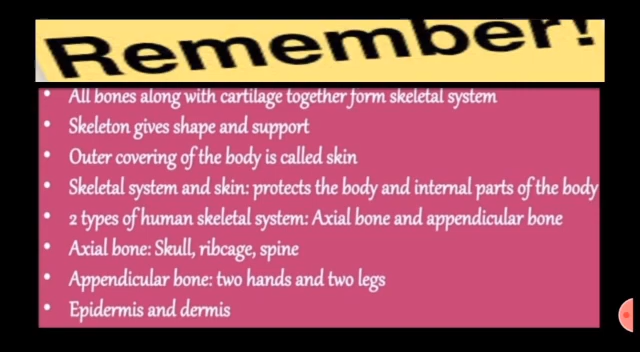 Remember!
• All bones along with cartilage together form skeletal system
• Skeleton gives shape and support
• Outer covering of the body is called skin
• Skeletal system and skin: protects the body and internal parts of the body
• 2 types of human skeletal system: Axial bone and appendicular bone
• Axial bone: Skull, ribcage, spine
• Appendicular bone: two hands and two legs
• Epidermis and dermis